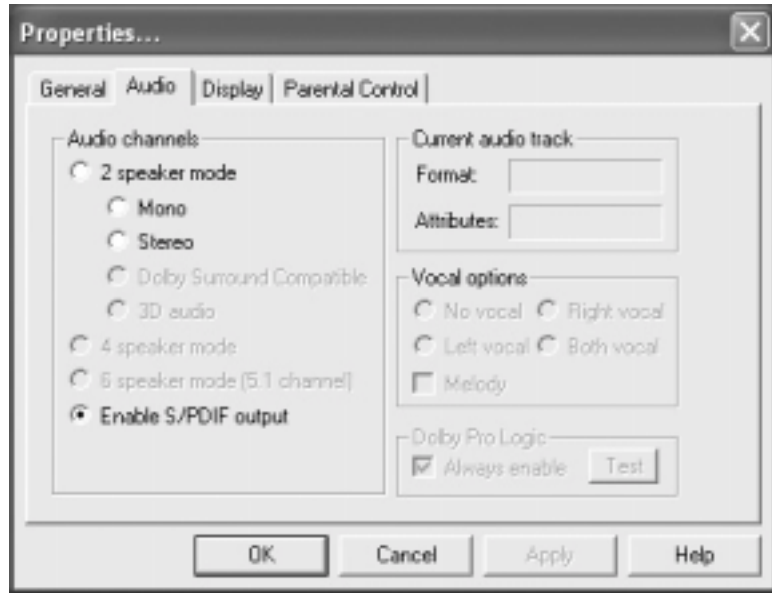 Properties...
General Audio Display Parental Control
Audio channels
2 speaker mode
Mono
Stereo
Dolby Surround Compatible
3D audio
4 speaker mode
6 speaker mode (5.1 channel)
Enable S/PDIF output
Current audio track
Format:
Attributes:
Vocal options
No vocal Right vocal
Left vocal Both vocal
Melody
Dolby Pro Logic
Always enable Test
OK Cancel Apply Help